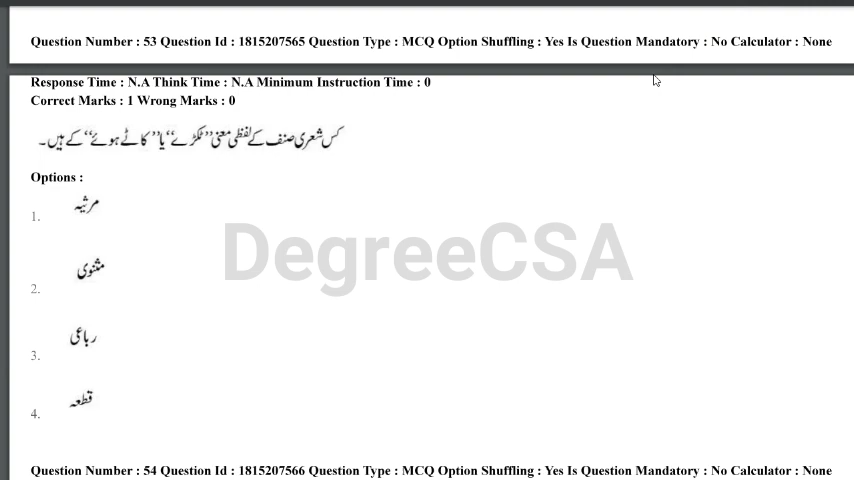 Question Number : 53 Question Id : 1815207565 Question Type : MCQ Option Shuffling : Yes Is Question Mandatory : No Calculator : None
Response Time : N.A Think Time : N.A Minimum Instruction Time : 0
Correct Marks : 1 Wrong Marks : 0
کس شعری صنف کے لفظی معنی ”ٹکڑے“ یا ”کاٹے ہوئے“ کے ہیں۔
Options :
1. مرثیہ
2. مثنوی
3. رباعی
4. قطعہ
DegreeCSA
Question Number : 54 Question Id : 1815207566 Question Type : MCQ Option Shuffling : Yes Is Question Mandatory : No Calculator : None